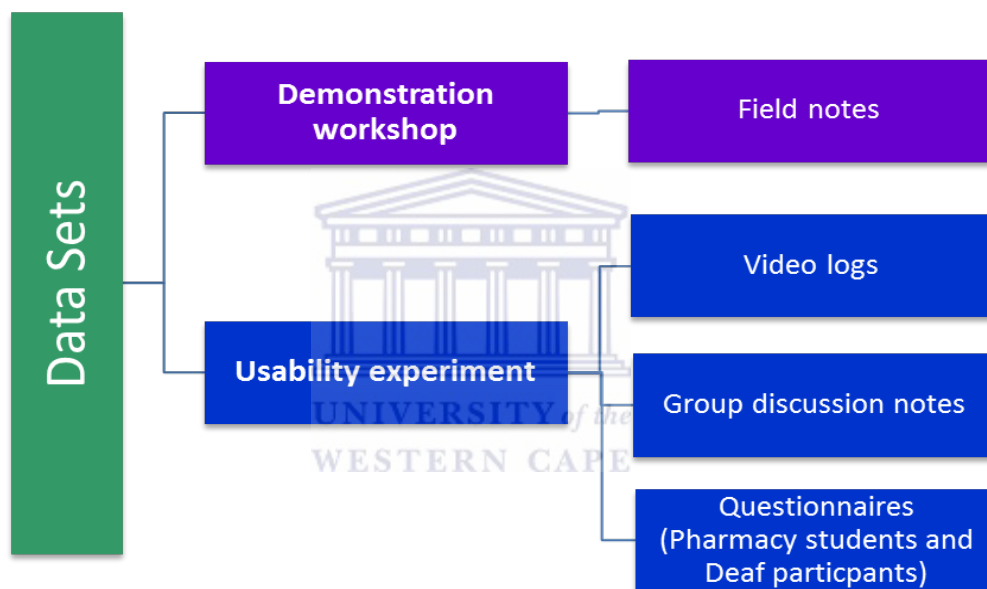 Data Sets
Demonstration
workshop
Field notes
Usability experiment
Video logs
Group discussion notes
Questionnaires
(Pharmacy students and
Deaf particpants)
UNIVERSITY of the
WESTERN CAPE